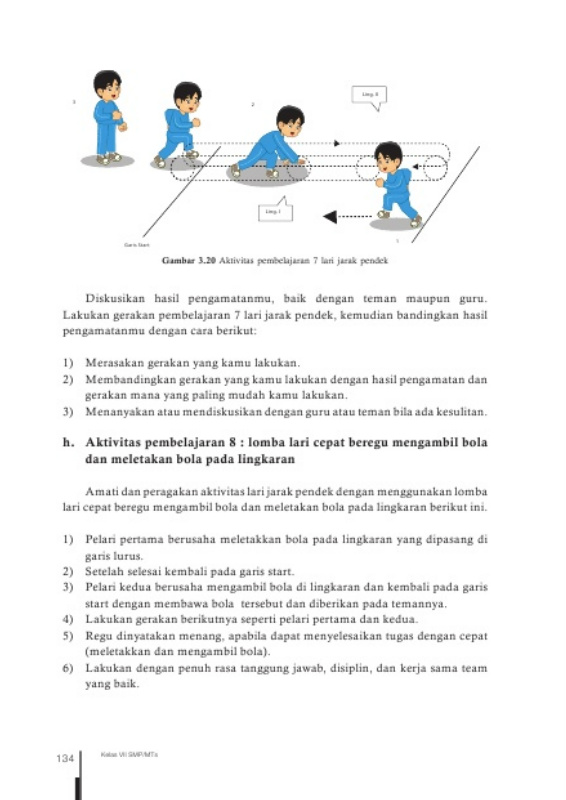 3
2
Ling. II
Ling. I
1
Garis Start
Gambar 3.20 Aktivitas pembelajaran 7 lari jarak pendek
Diskusikan hasil pengamatanmu, baik dengan teman maupun guru.
Lakukan gerakan pembelajaran 7 lari jarak pendek, kemudian bandingkan hasil
pengamatanmu dengan cara berikut:
1) Merasakan gerakan yang kamu lakukan.
2) Membandingkan gerakan yang kamu lakukan dengan hasil pengamatan dan
gerakan mana yang paling mudah kamu lakukan.
3) Menanyakan atau mendiskusikan dengan guru atau teman bila ada kesulitan.
h. Aktivitas pembelajaran 8 : lomba lari cepat beregu mengambil bola
dan meletakan bola pada lingkaran
Amati dan peragakan aktivitas lari jarak pendek dengan menggunakan lomba
lari cepat beregu mengambil bola dan meletakan bola pada lingkaran berikut ini.
1) Pelari pertama berusaha meletakkan bola pada lingkaran yang dipasang di
garis lurus.
2) Setelah selesai kembali pada garis start.
3) Pelari kedua berusaha mengambil bola di lingkaran dan kembali pada garis
start dengan membawa bola tersebut dan diberikan pada temannya.
4) Lakukan gerakan berikutnya seperti pelari pertama dan kedua.
5) Regu dinyatakan menang, apabila dapat menyelesaikan tugas dengan cepat
(meletakkan dan mengambil bola).
6) Lakukan dengan penuh rasa tanggung jawab, disiplin, dan kerja sama team
yang baik.
134
Kelas VII SMP/MTs